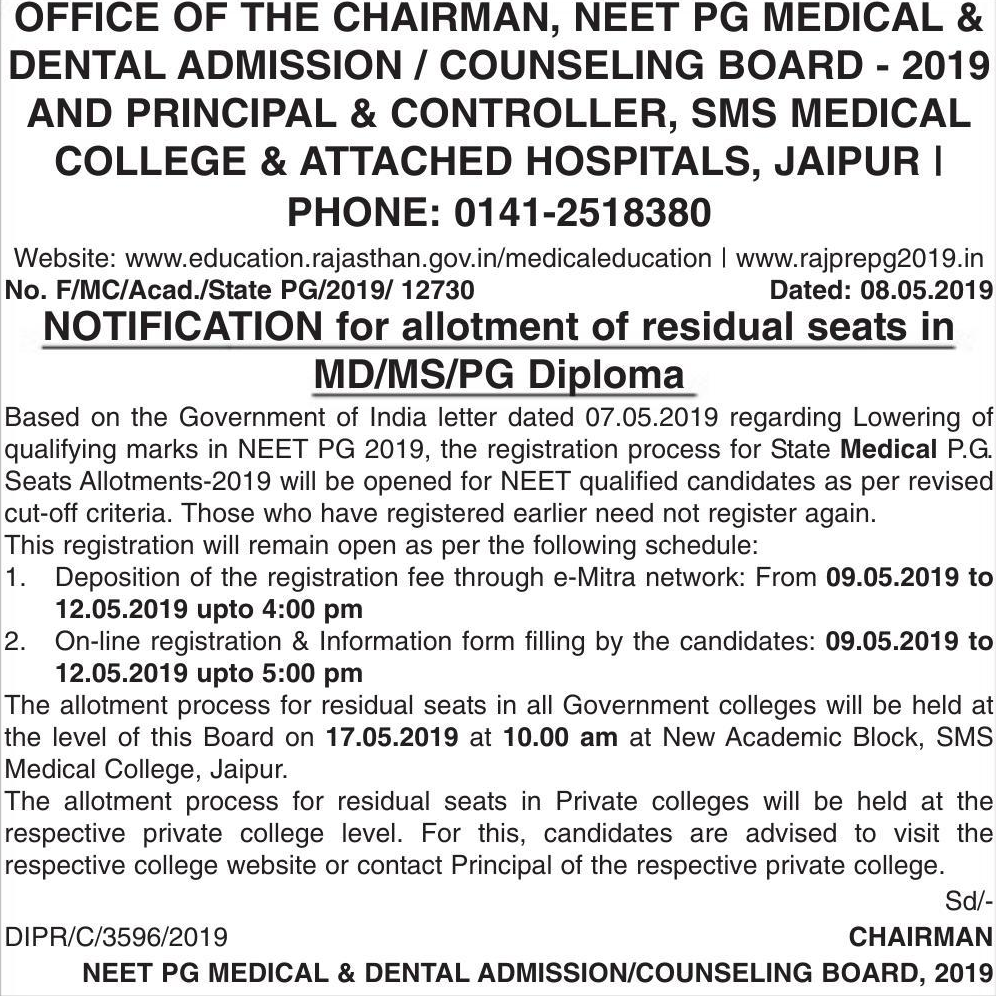 OFFICE OF THE CHAIRMAN, NEET PG MEDICAL &
DENTAL ADMISSION / COUNSELING BOARD - 2019
AND PRINCIPAL & CONTROLLER, SMS MEDICAL
COLLEGE & ATTACHED HOSPITALS, JAIPUR |
PHONE: 0141-2518380
Website: www.education.rajasthan.gov.in/medicaleducation | www.rajprepg2019.in
No. F/MC/Acad./State PG/2019/ 12730 Dated: 08.05.2019
NOTIFICATION for allotment of residual seats in
MD/MS/PG Diploma
Based on the Government of India letter dated 07.05.2019 regarding Lowering of
qualifying marks in NEET PG 2019, the registration process for State Medical P.G.
Seats Allotments-2019 will be opened for NEET qualified candidates as per revised
cut-off criteria. Those who have registered earlier need not register again.
This registration will remain open as per the following schedule:
1. Deposition of the registration fee through e-Mitra network: From 09.05.2019 to
12.05.2019 upto 4:00 pm
2. On-line registration & Information form filling by the candidates: 09.05.2019 to
12.05.2019 upto 5:00 pm
The allotment process for residual seats in all Government colleges will be held at
the level of this Board on 17.05.2019 at 10.00 am at New Academic Block, SMS
Medical College, Jaipur.
The allotment process for residual seats in Private colleges will be held at the
respective private college level. For this, candidates are advised to visit the
respective college website or contact Principal of the respective private college.
Sd/-
DIPR/C/3596/2019 CHAIRMAN
NEET PG MEDICAL & DENTAL ADMISSION/COUNSELING BOARD, 2019